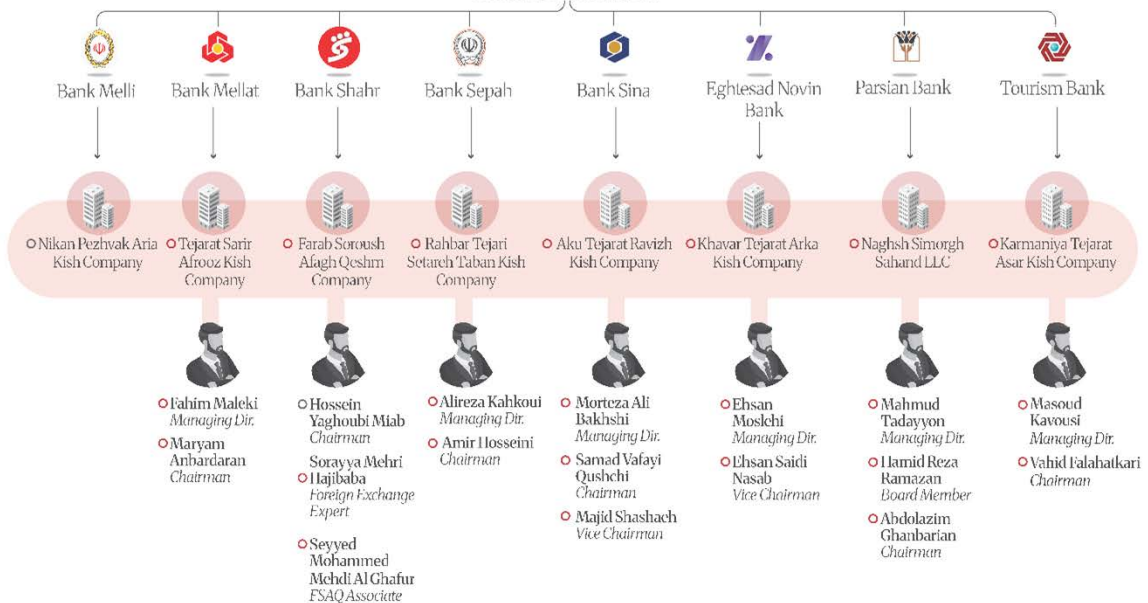 Bank Melli
Bank Mellat
Bank Shahr
Bank Sepah
Bank Sina
Eghtesad Novin
Bank
Parsian Bank
Tourism Bank
Nikan Pezhvak Aria
Kish Company
Tejarat Sarir
Afrooz Kish
Company
Farab Soroush
Afagh Qeshm
Company
Rahbar Tejari
Setareh Taban Kish
Company
Aku Tejarat Ravizh
Kish Company
Khavar Tejarat Arka
Kish Company
Naghsh Simorgh
Sahand LLC
Karmaniya Tejarat
Asar Kish Company
Fahim Maleki
Managing Dir.
Maryam
Anbardaran
Chairman
Hossein
Yaghoubi Miab
Chairman
Sorayya Mehri
Hajibaba
Foreign Exchange
Expert
Seyyed
Mohammed
Mehdi Al Ghafur
FSAQ Associate
Alireza Kahkoui
Managing Dir.
Amir Hosseini
Chairman
Morteza Ali
Bakhshi
Managing Dir.
Samad Vafayi
Qushchi
Chairman
Majid Shashaeh
Vice Chairman
Ehsan
Moslehi
Managing Dir.
Ehsan Saidi
Nasab
Vice Chairman
Mahmud
Tadayyon
Managing Dir.
Hamid Reza
Ramazan
Board Member
Abdolazim
Ghanbarian
Chairman
Masoud
Kavousi
Managing Dir.
Vahid Falahatkari
Chairman